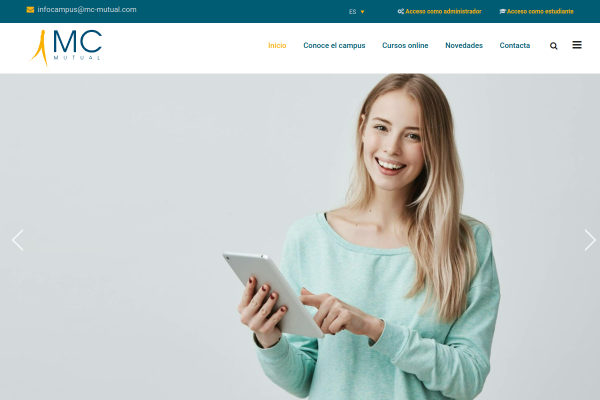 infocampus@mc-mutual.com ES Acceso como administrador Acceso como estudiante
MC
MUTUAL
Inicio Conoce el campus Cursos online Novedades Contacta